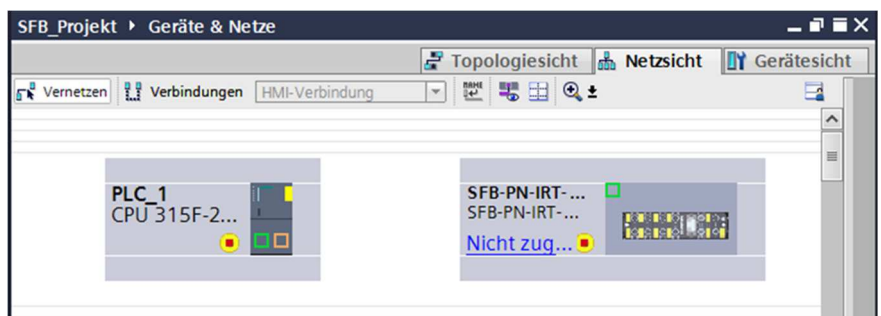 SFB_Projekt ▸ Geräte & Netze
Topologiesicht Netzsicht Gerätesicht
Vernetzen Verbindungen HMI-Verbindung
PLC_1
CPU 315F-2...
SFB-PN-IRT-...
SFB-PN-IRT-...
Nicht zug...